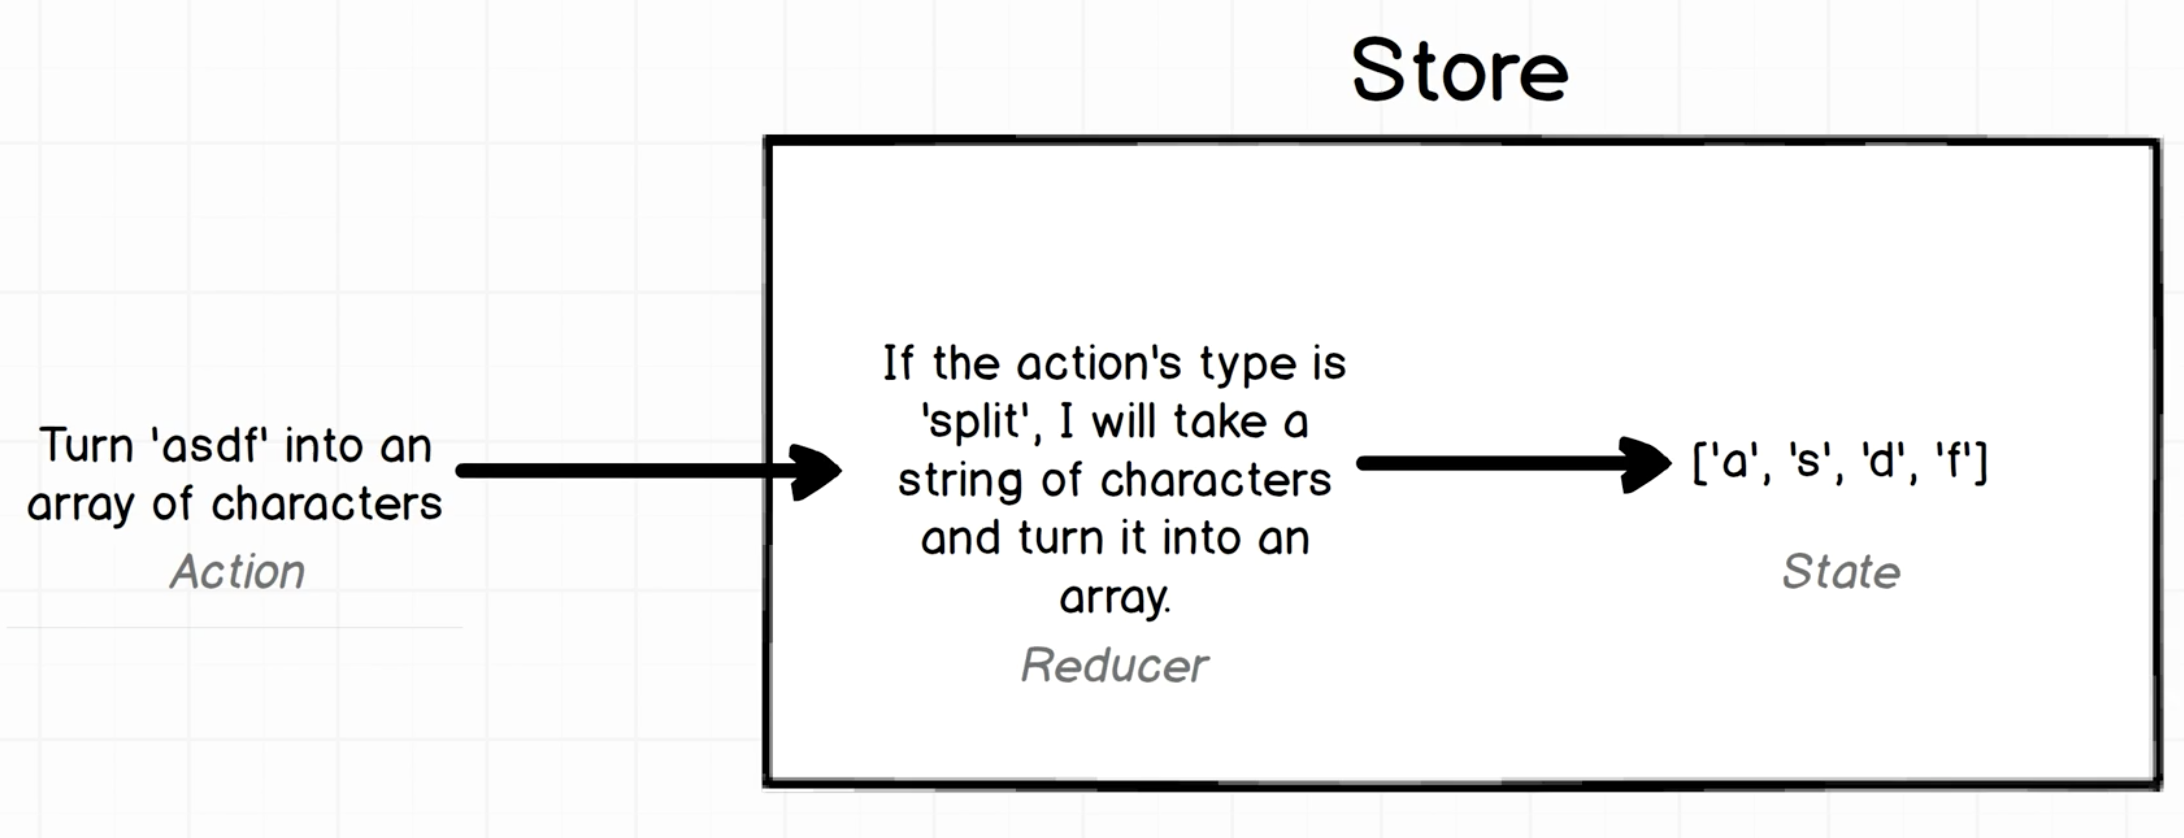 Store
Turn 'asdf' into an
array of characters
Action
If the action's type is
'split', I will take a
string of characters
and turn it into an
array.
Reducer
['a', 's', 'd', 'f']
State